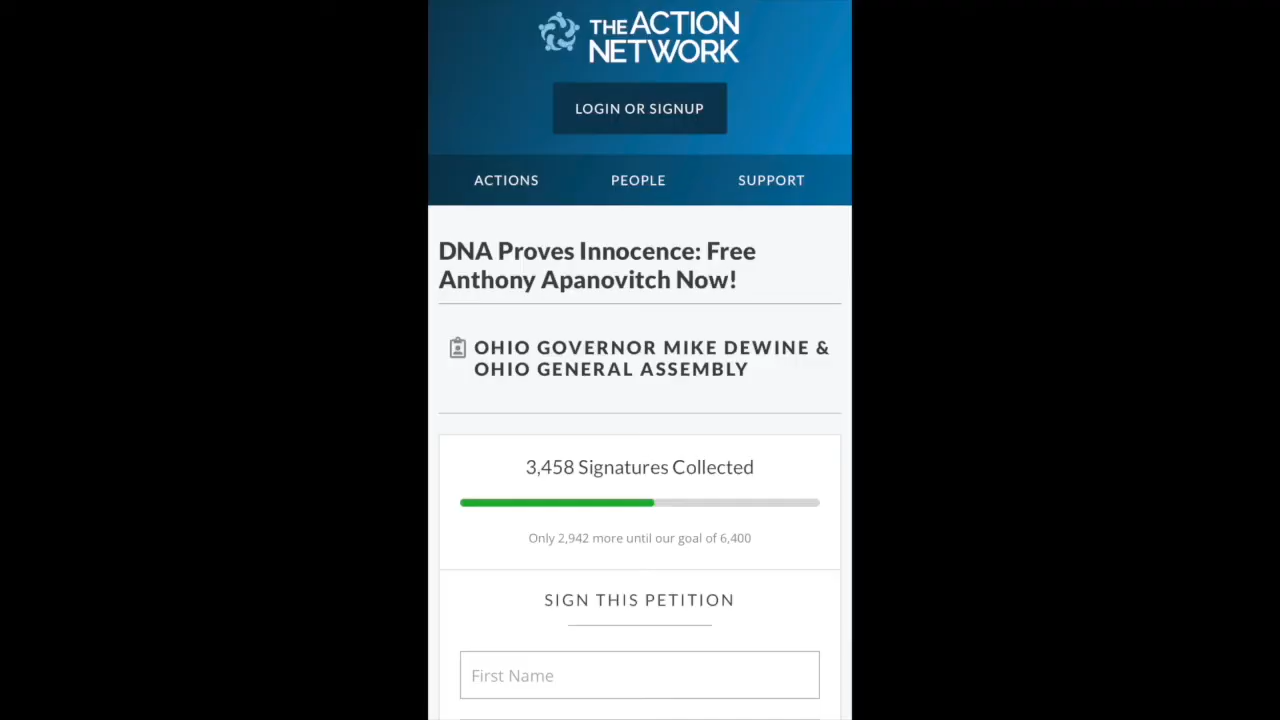 THE ACTION
NETWORK
LOGIN OR SIGNUP
ACTIONS PEOPLE SUPPORT
DNA Proves Innocence: Free
Anthony Apanovitch Now!
OHIO GOVERNOR MIKE DEWINE &
OHIO GENERAL ASSEMBLY
3,458 Signatures Collected
Only 2,942 more until our goal of 6,400
SIGN THIS PETITION
First Name